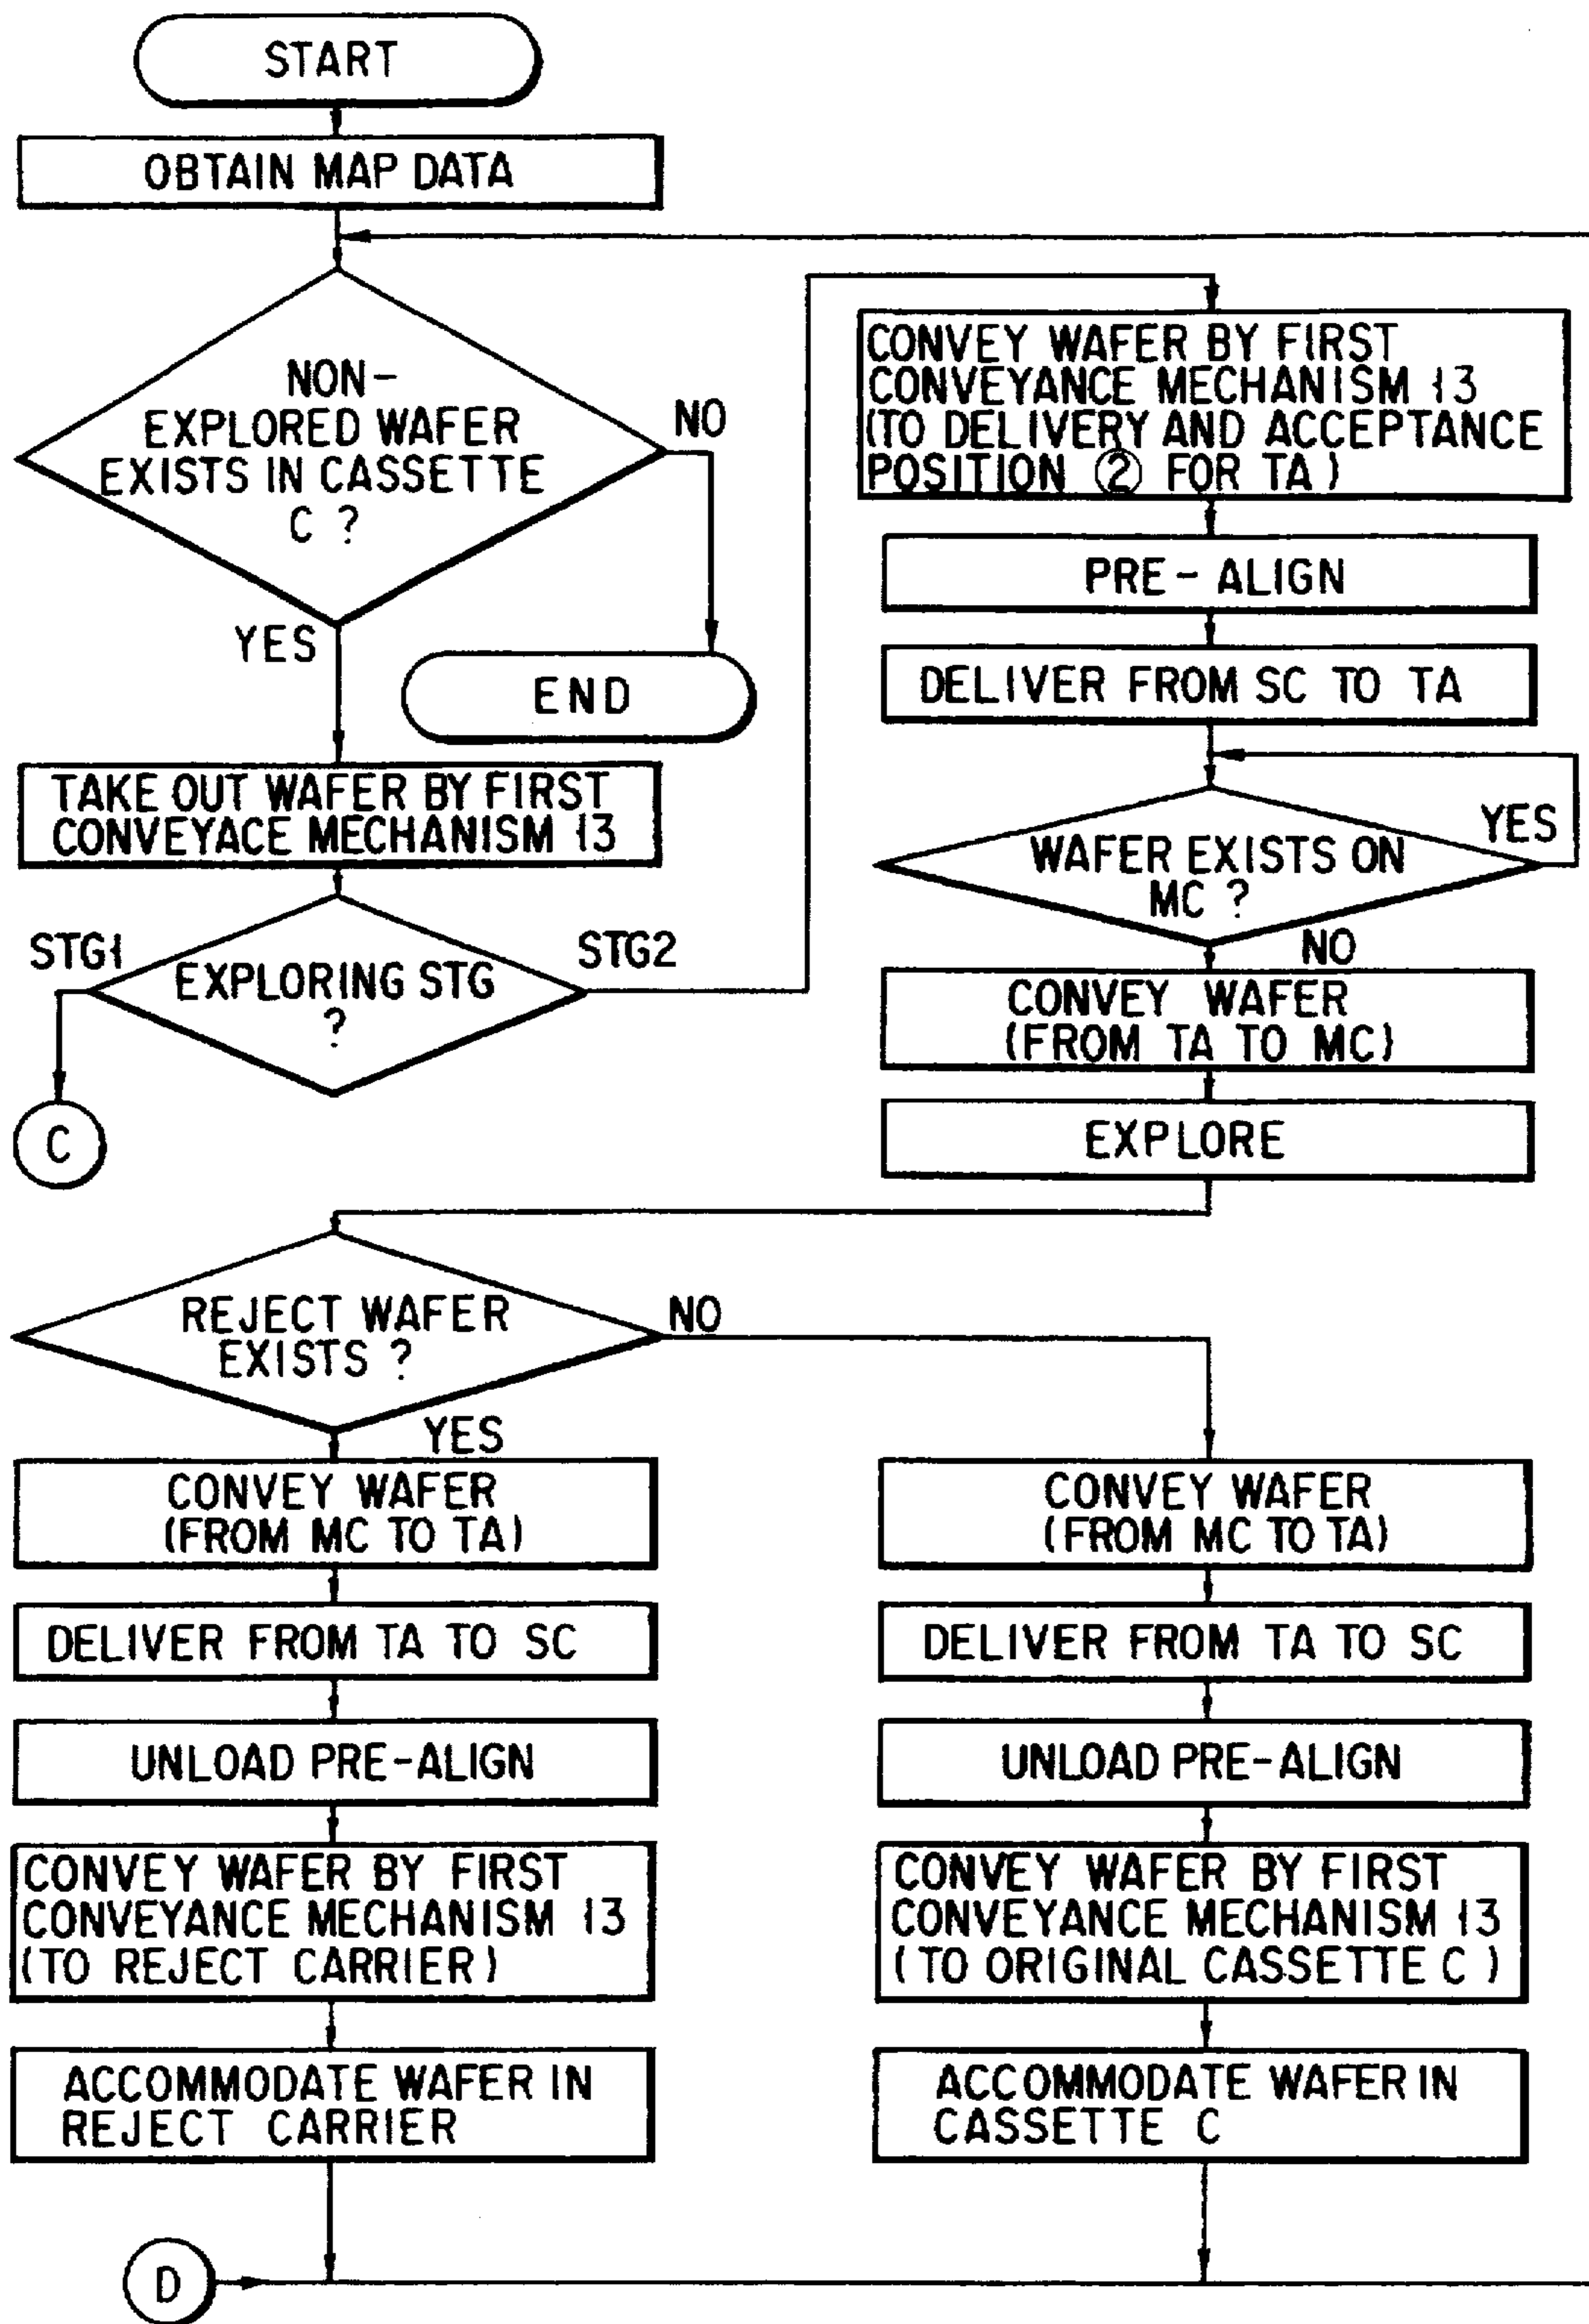 START
OBTAIN MAP DATA
NON-
EXPLORED WAFER
EXISTS IN CASSETTE
C ?
NO
YES
END
TAKE OUT WAFER BY FIRST
CONVEYACE MECHANISM 13
STG1
EXPLORING STG
?
STG2
C
CONVEY WAFER BY FIRST
CONVEYANCE MECHANISM 13
(TO DELIVERY AND ACCEPTANCE
POSITION ② FOR TA)
PRE-ALIGN
DELIVER FROM SC TO TA
WAFER EXISTS ON
MC ?
YES
NO
CONVEY WAFER
(FROM TA TO MC)
EXPLORE
REJECT WAFER
EXISTS ?
NO
YES
CONVEY WAFER
(FROM MC TO TA)
DELIVER FROM TA TO SC
UNLOAD PRE-ALIGN
CONVEY WAFER BY FIRST
CONVEYANCE MECHANISM 13
(TO REJECT CARRIER)
ACCOMMODATE WAFER IN
REJECT CARRIER
CONVEY WAFER
(FROM MC TO TA)
DELIVER FROM TA TO SC
UNLOAD PRE-ALIGN
CONVEY WAFER BY FIRST
CONVEYANCE MECHANISM 13
(TO ORIGINAL CASSETTE C)
ACCOMMODATE WAFER IN
CASSETTE C
D